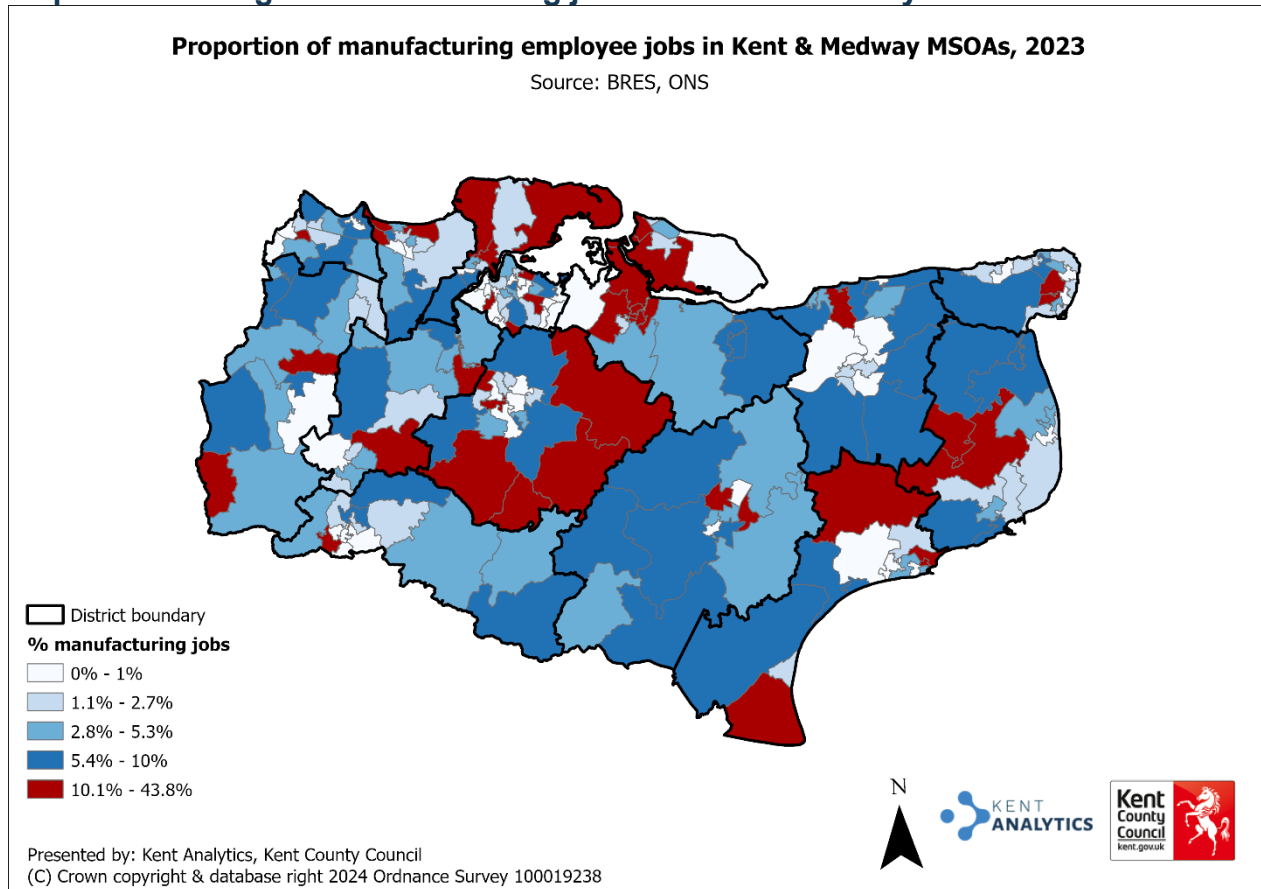 Proportion of manufacturing employee jobs in Kent & Medway MSOAs, 2023
Source: BRES, ONS
District boundary
% manufacturing jobs
0% - 1%
1.1% - 2.7%
2.8% - 5.3%
5.4% - 10%
10.1% - 43.8%
N
KENT
ANALYTICS
Kent
County
Council
kent.gov.uk
Presented by: Kent Analytics, Kent County Council
(C) Crown copyright & database right 2024 Ordnance Survey 100019238